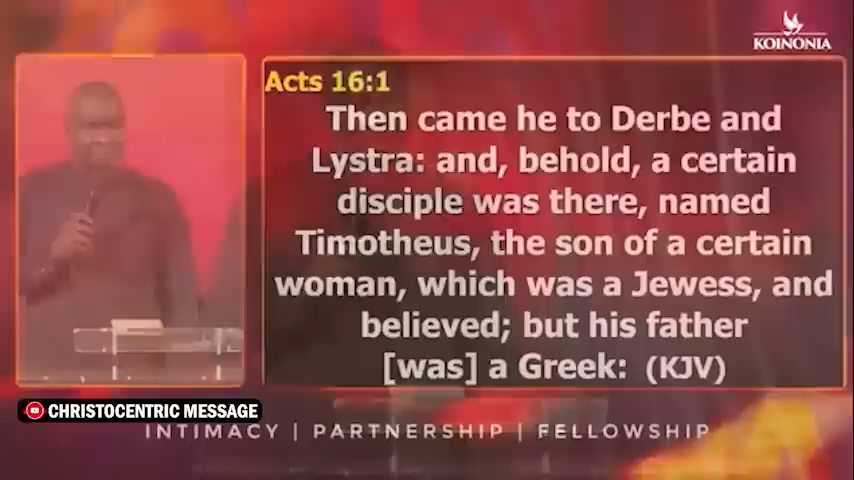 KOINONIA
Acts 16:1
Then came he to Derbe and
Lystra: and, behold, a certain
disciple was there, named
Timotheus, the son of a certain
woman, which was a Jewess, and
believed; but his father
[was] a Greek: (KJV)
CHRISTOCENTRIC MESSAGE
INTIMACY | PARTNERSHIP | FELLOWSHIP